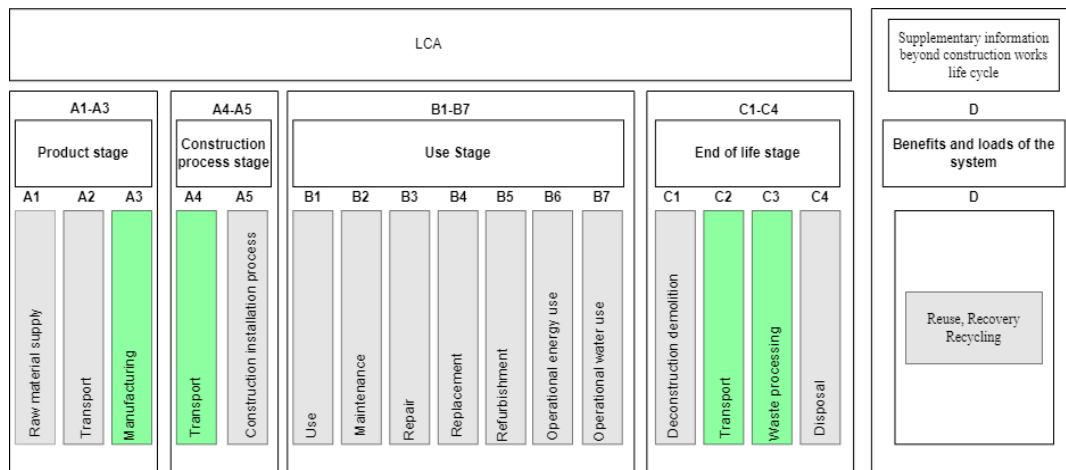 LCA
Supplementary information
beyond construction works
life cycle
A1-A3
A4-A5
B1-B7
C1-C4
D
Product stage
Construction
process stage
Use Stage
End of life stage
Benefits and loads of the
system
A1
A2
A3
A4
A5
B1
B2
B3
B4
B5
B6
B7
C1
C2
C3
C4
D
Raw material supply
Transport
Manufacturing
Transport
Construction installation process
Use
Maintenance
Repair
Replacement
Refurbishment
Operational energy use
Operational water use
Deconstruction demolition
Transport
Waste processing
Disposal
Reuse, Recovery
Recycling